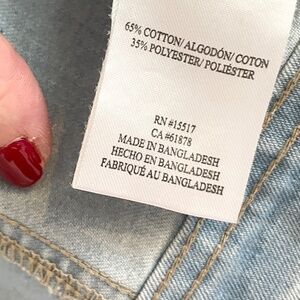 65% COTTON/ ALGODÓN/ COTON
35% POLYESTER/ POLIÉSTER
RN #15517
CA #61878
MADE IN BANGLADESH
HECHO EN BANGLADESH
FABRIQUÉ AU BANGLADESH